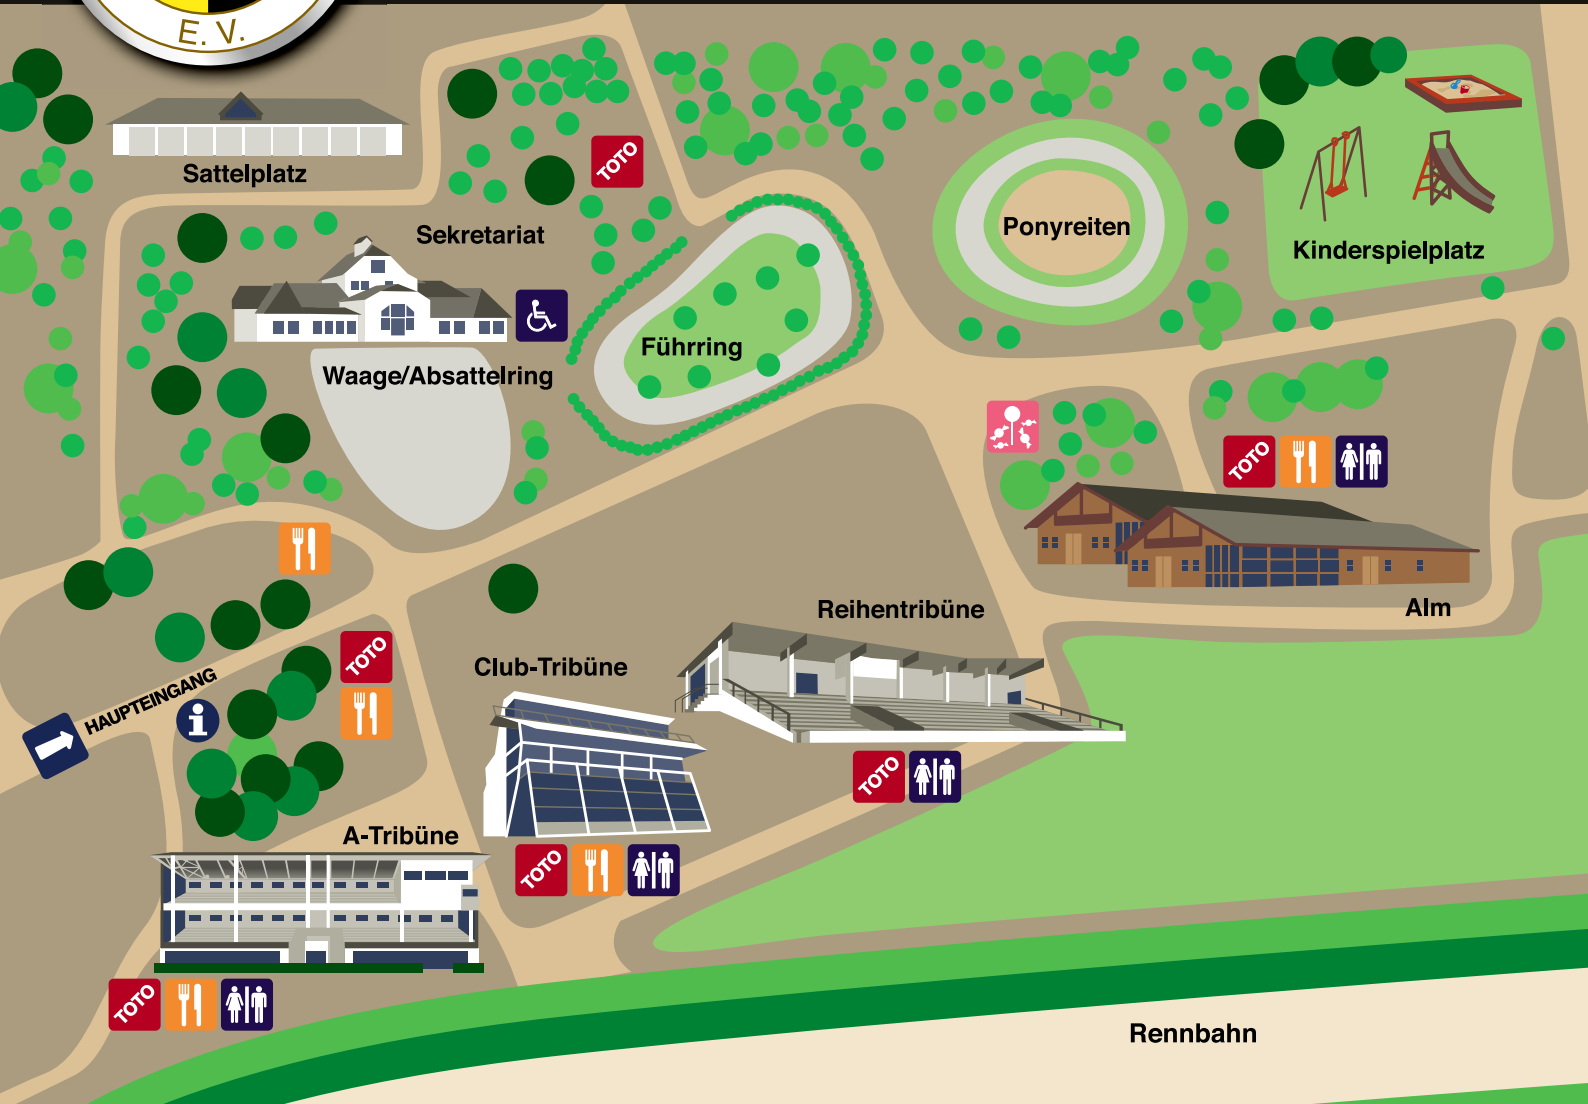 E. V.
Sattelplatz
TOTO
Sekretariat
Ponyreiten
Kinderspielplatz
Führring
Waage/Absattelring
TOTO
Alm
Reihentribüne
TOTO
Club-Tribüne
HAUPTEINGANG
i
TOTO
A-Tribüne
TOTO
TOTO
Rennbahn